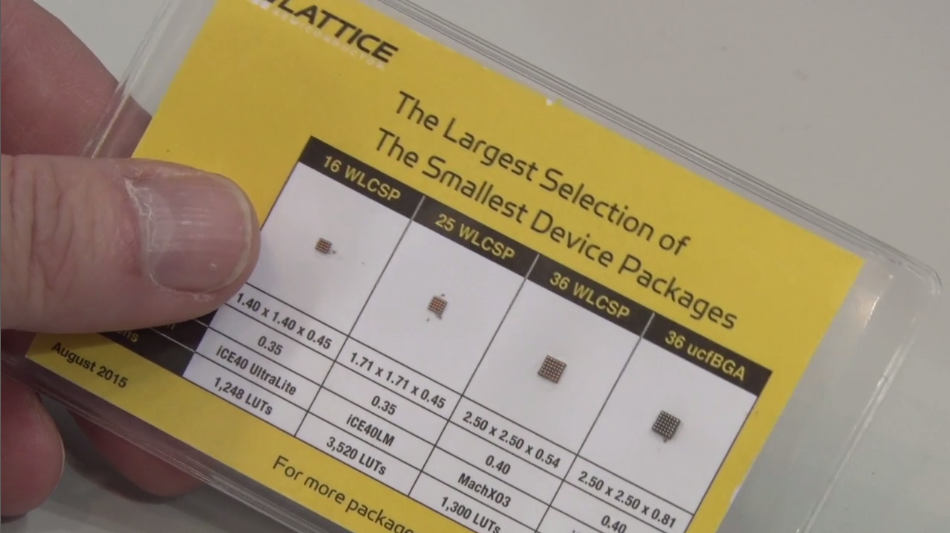 LATTICE
SEMICONDUCTOR
The Largest Selection of
The Smallest Device Packages
16 WLCSP 25 WLCSP 36 WLCSP 36 ucfBGA
1.40 x 1.40 x 0.45 1.71 x 1.71 x 0.45 2.50 x 2.50 x 0.54 2.50 x 2.50 x 0.81
0.35 0.35 0.40 0.40
iCE40 UltraLite iCE40LM MachXO3
1,248 LUTs 3,520 LUTs 1,300 LUTs
August 2015
For more package